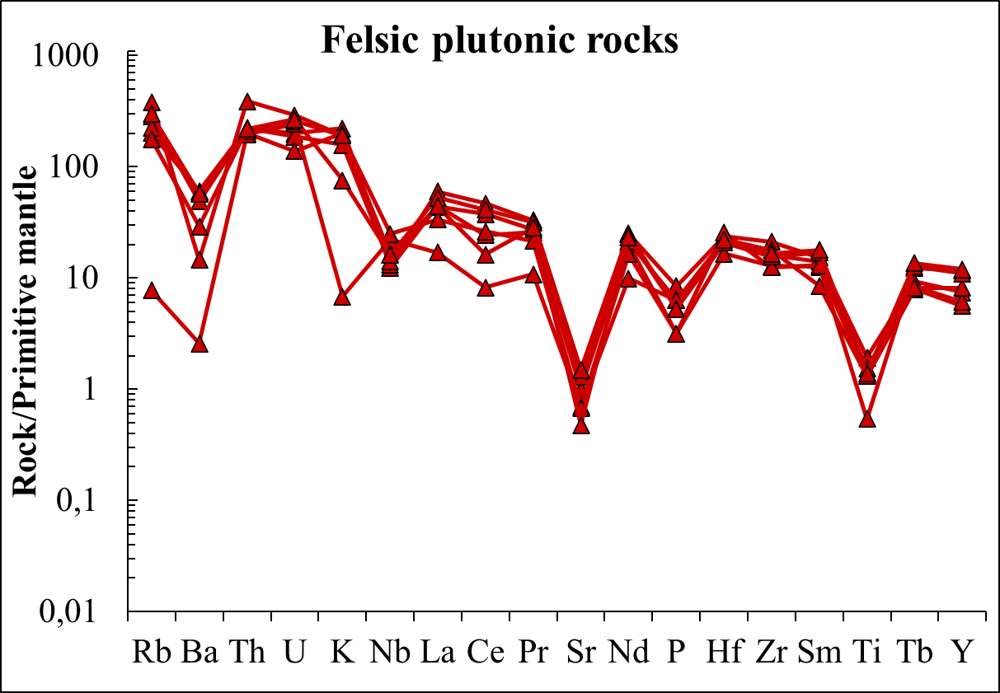 Felsic plutonic rocks
Rock/Primitive mantle
1000
100
10
1
0,1
0,01
Rb Ba Th U K Nb La Ce Pr Sr Nd P Hf Zr Sm Ti Tb Y